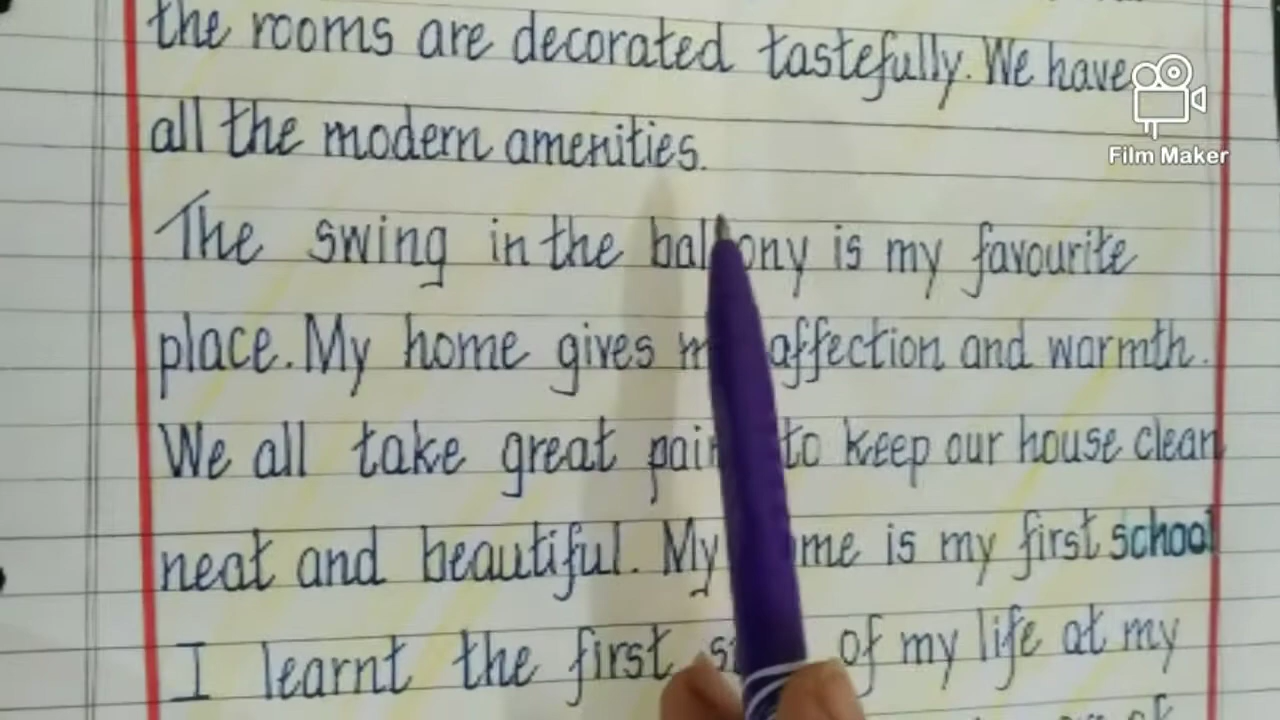 the rooms are decorated tastefully. We have
all the modern amenities.
The swing in the balcony is my favourite
place. My home gives affection and warmth.
We all take great to keep our house clean
neat and beautiful. My is my first school
I learnt the first of my life at my
of
Film Maker